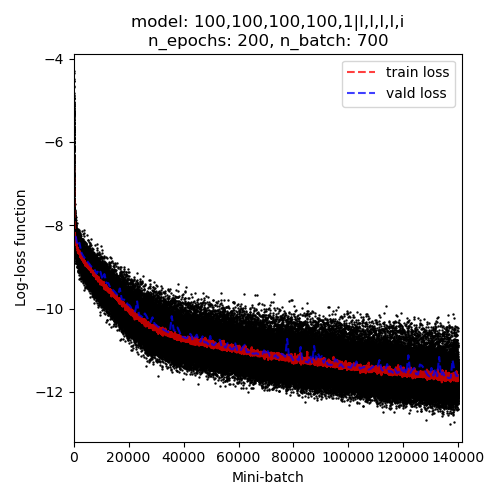 model: 100,100,100,100,1|l,l,l,l,i
n_epochs: 200, n_batch: 700
train loss
vald loss
Log-loss function
−4
−6
−8
−10
−12
0 20000 40000 60000 80000 100000 120000 140000
Mini-batch